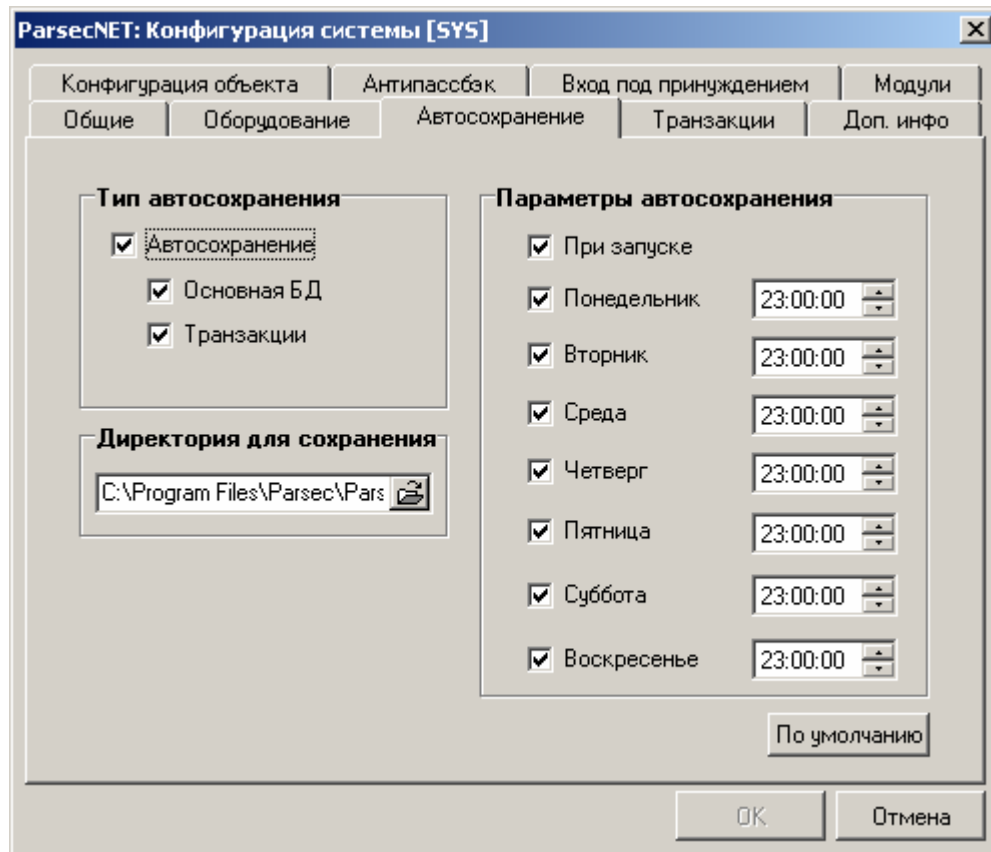 ParsecNET: Конфигурация системы [SYS]
Конфигурация объекта Антипассбэк Вход под принуждением Модули
Общие Оборудование Автосохранение Транзакции Доп. инфо
Тип автосохранения
Автосохранение
Основная БД
Транзакции
Директория для сохранения
C:\Program Files\Parsec\Pars
Параметры автосохранения
При запуске
Понедельник 23:00:00
Вторник 23:00:00
Среда 23:00:00
Четверг 23:00:00
Пятница 23:00:00
Суббота 23:00:00
Воскресенье 23:00:00
По умолчанию
OK Отмена